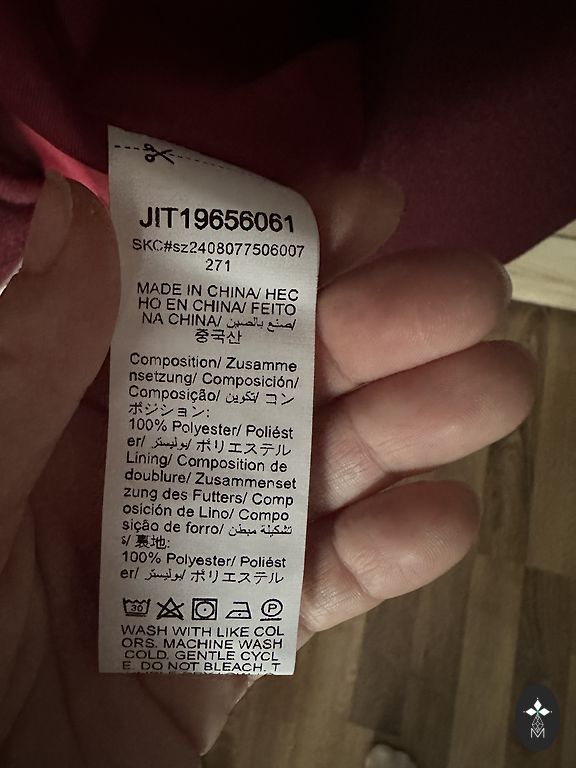 JIT19656061
SKC#sz2408077506007
271
MADE IN CHINA/ HEC
HO EN CHINA/ FEITO
NA CHINA/ صنع بالصين/
중국산
Composition/ Zusamme
nsetzung/ Composición/
Composição/ تكوين/ コン
ポジション:
100% Polyester/ Poliést
er/ بوليستر/ ポリエステル
Lining/ Composition de
doublure/ Zusammenset
zung des Futters/ Comp
osición de Lino/ Compo
sição de forro/ تشكيلة مبطن
ة/ 裏地:
100% Polyester/ Poliést
er/ بوليستر/ ポリエステル
30 P
WASH WITH LIKE COL
ORS. MACHINE WASH
COLD. GENTLE CYCL
E. DO NOT BLEACH. T
M